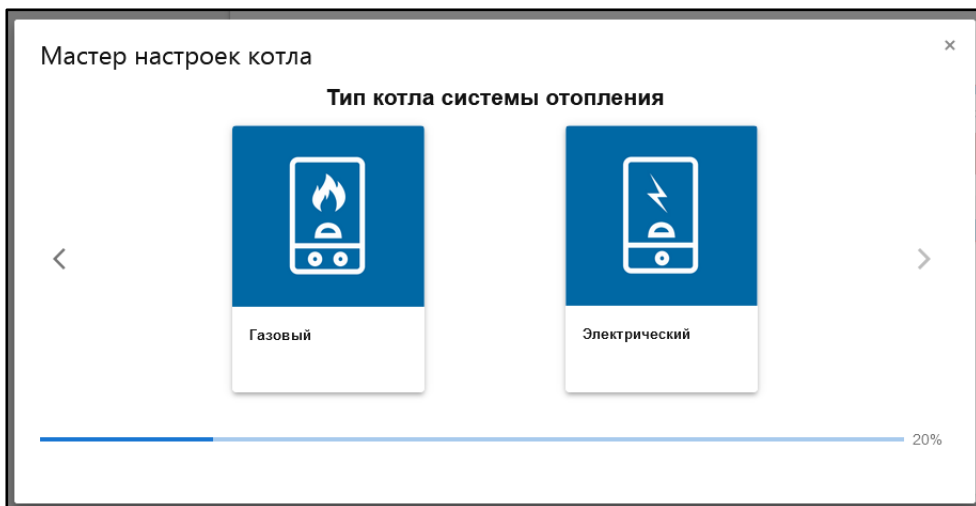 Мастер настроек котла
×
Тип котла системы отопления
Газовый
Электрический
20%